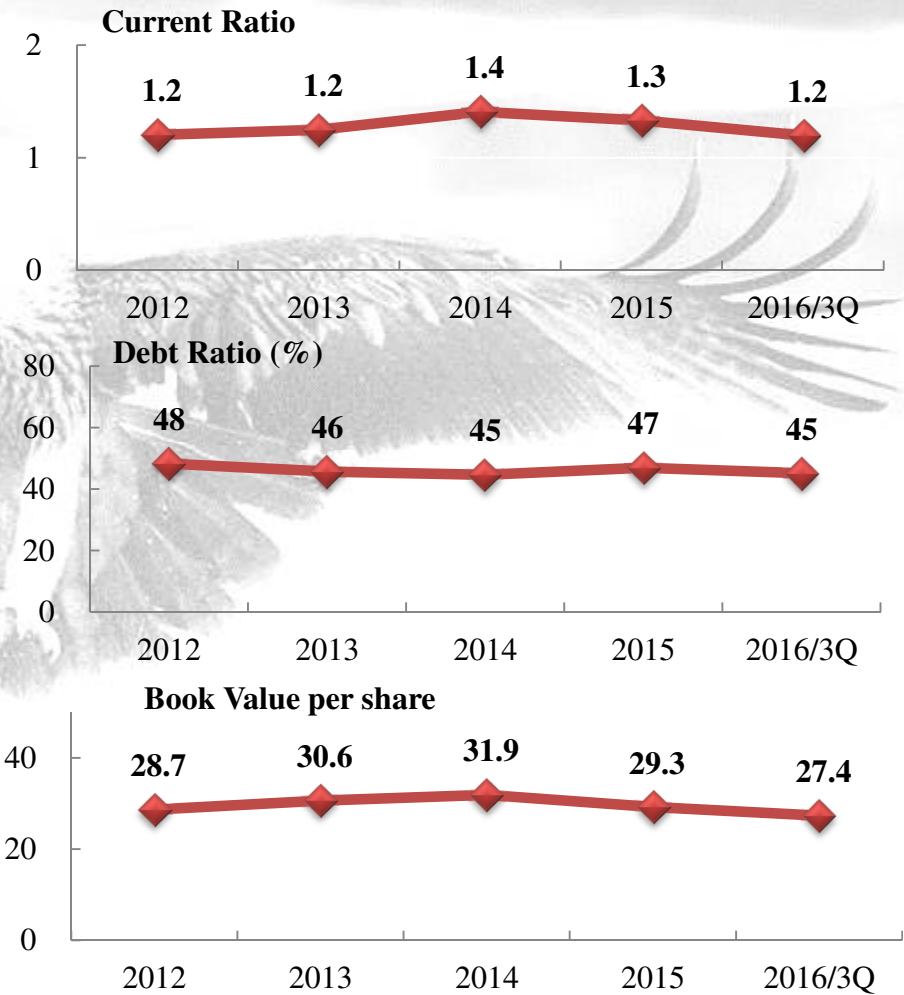 Current Ratio
2
1.2 1.2 1.4 1.3 1.2
1
0
2012 2013 2014 2015 2016/3Q
Debt Ratio (%)
80
48 46 45 47 45
60
40
20
0
2012 2013 2014 2015 2016/3Q
Book Value per share
40
28.7 30.6 31.9 29.3 27.4
20
0
2012 2013 2014 2015 2016/3Q